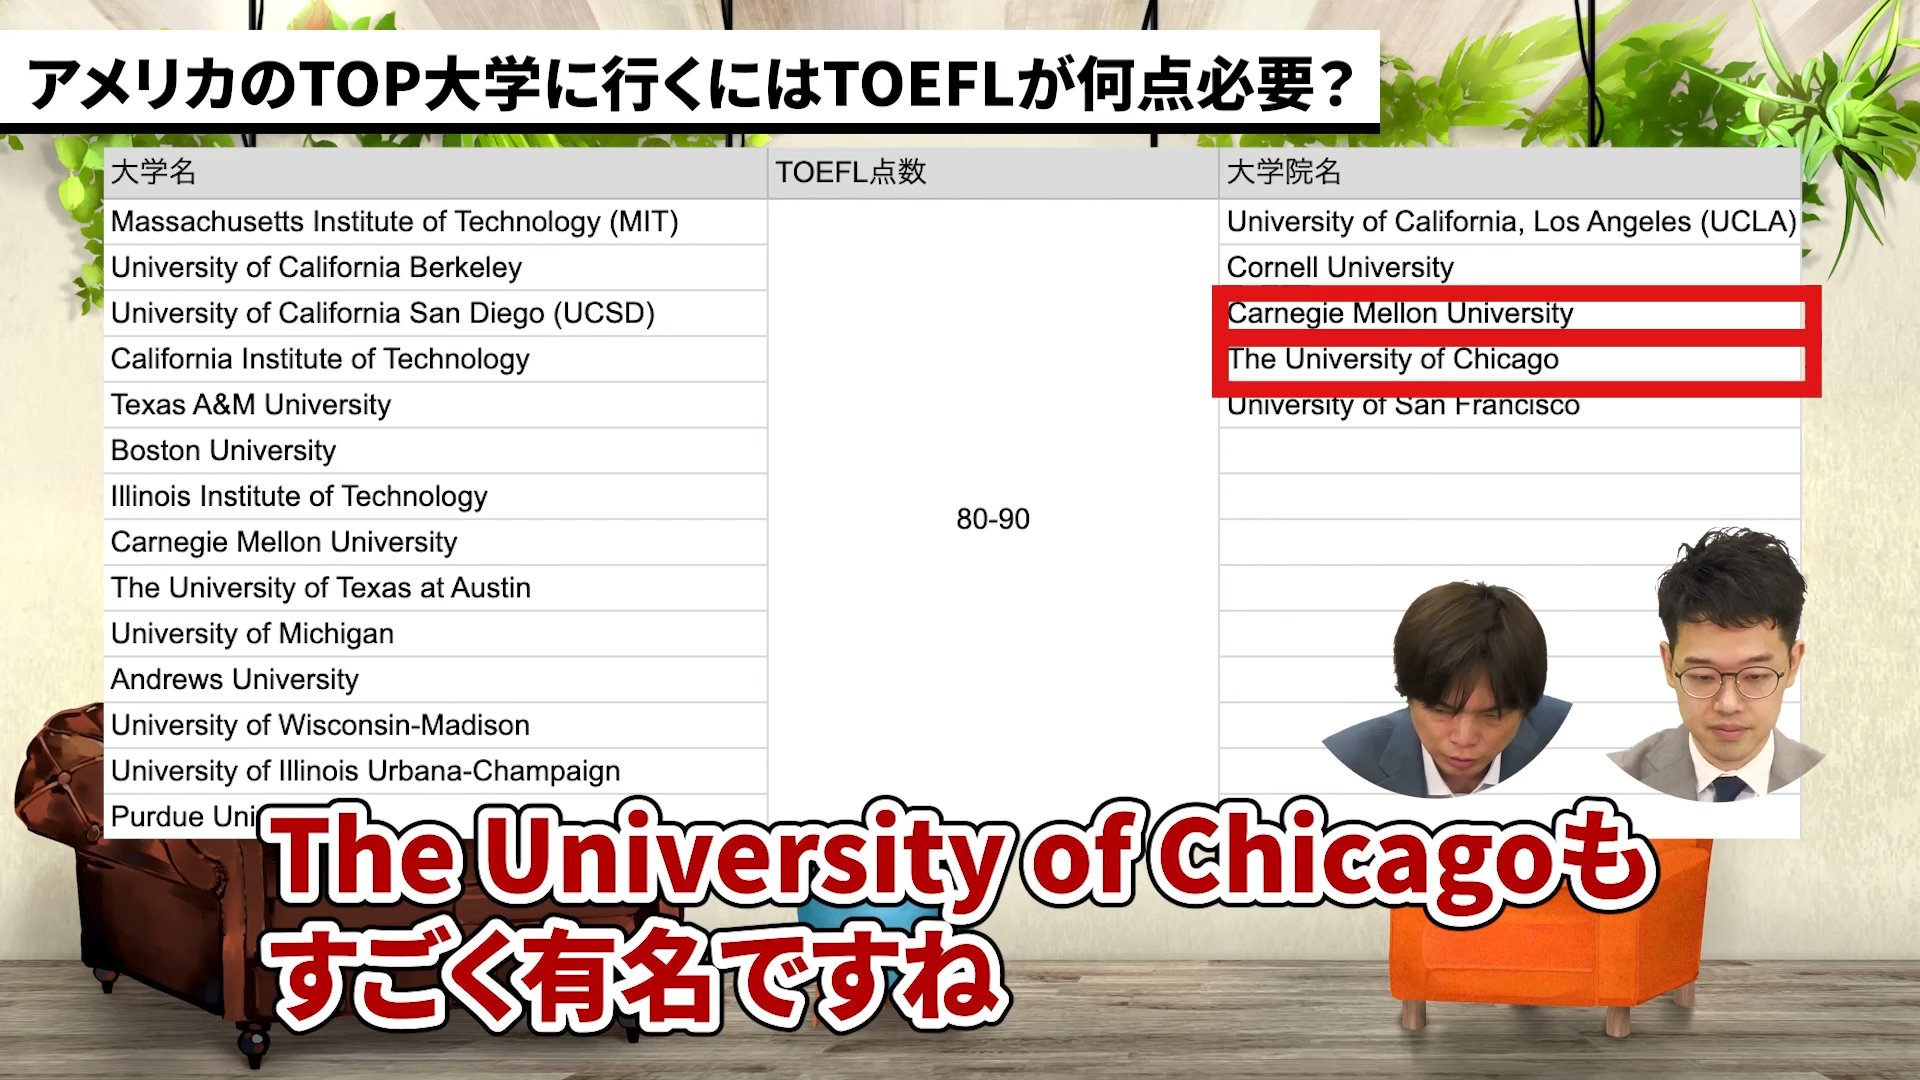 アメリカのTOP大学に行くにはTOEFLが何点必要？
大学名 TOEFL点数 大学院名
Massachusetts Institute of Technology (MIT) University of California, Los Angeles (UCLA)
University of California Berkeley Cornell University
University of California San Diego (UCSD) Carnegie Mellon University
California Institute of Technology The University of Chicago
Texas A&M University University of San Francisco
Boston University
Illinois Institute of Technology
80-90
Carnegie Mellon University
The University of Texas at Austin
University of Michigan
Andrews University
University of Wisconsin-Madison
University of Illinois Urbana-Champaign
Purdue Uni
The University of Chicagoも
すごく有名ですね